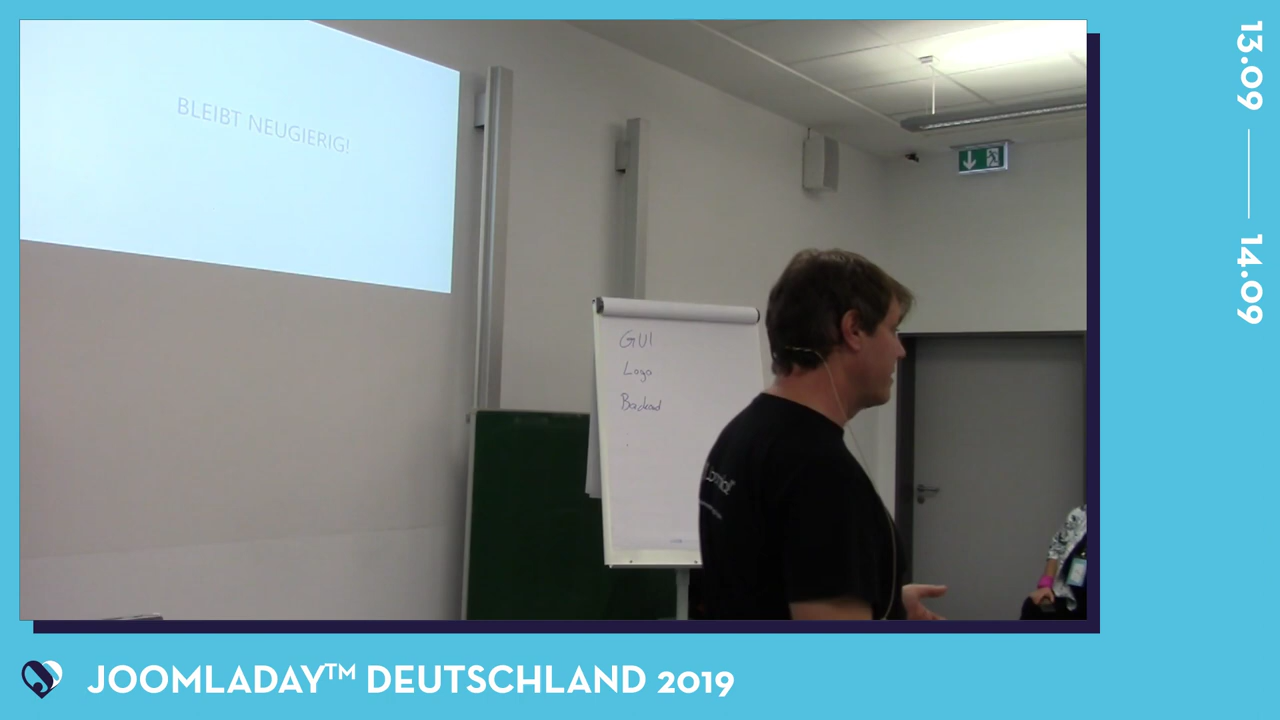 BLEIBT NEUGIERIG!
GUI
Logo
Backend
13.09
14.09
JOOMLADAY™ DEUTSCHLAND 2019